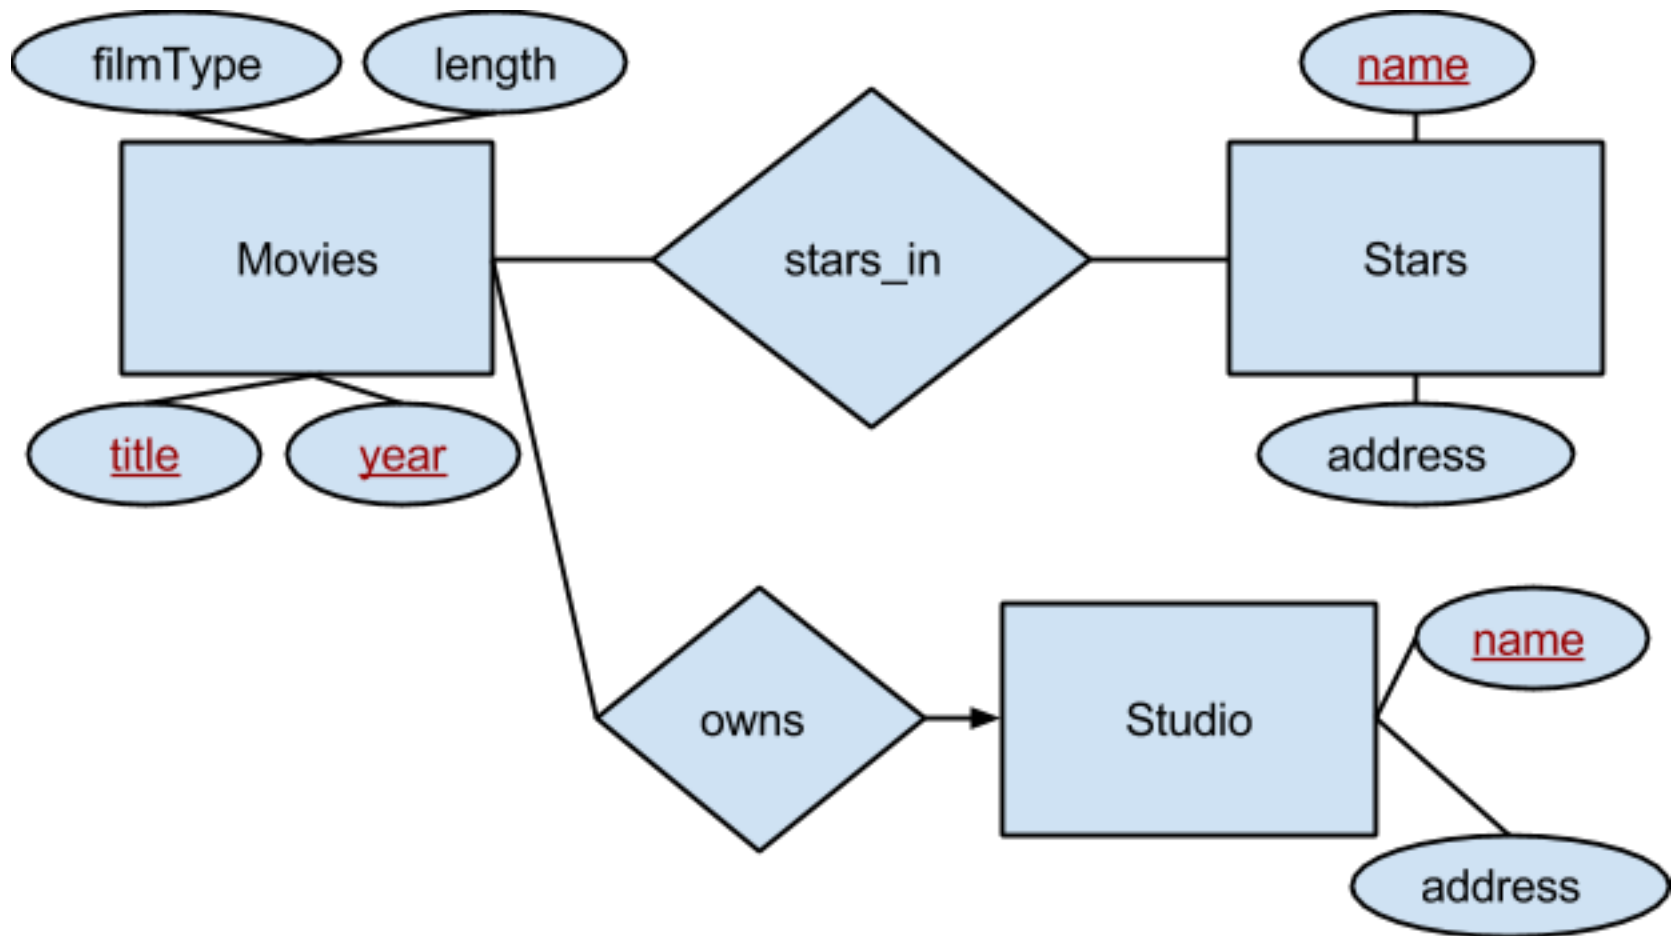 filmType
length
name
Movies
stars_in
Stars
title
year
address
owns
Studio
name
address